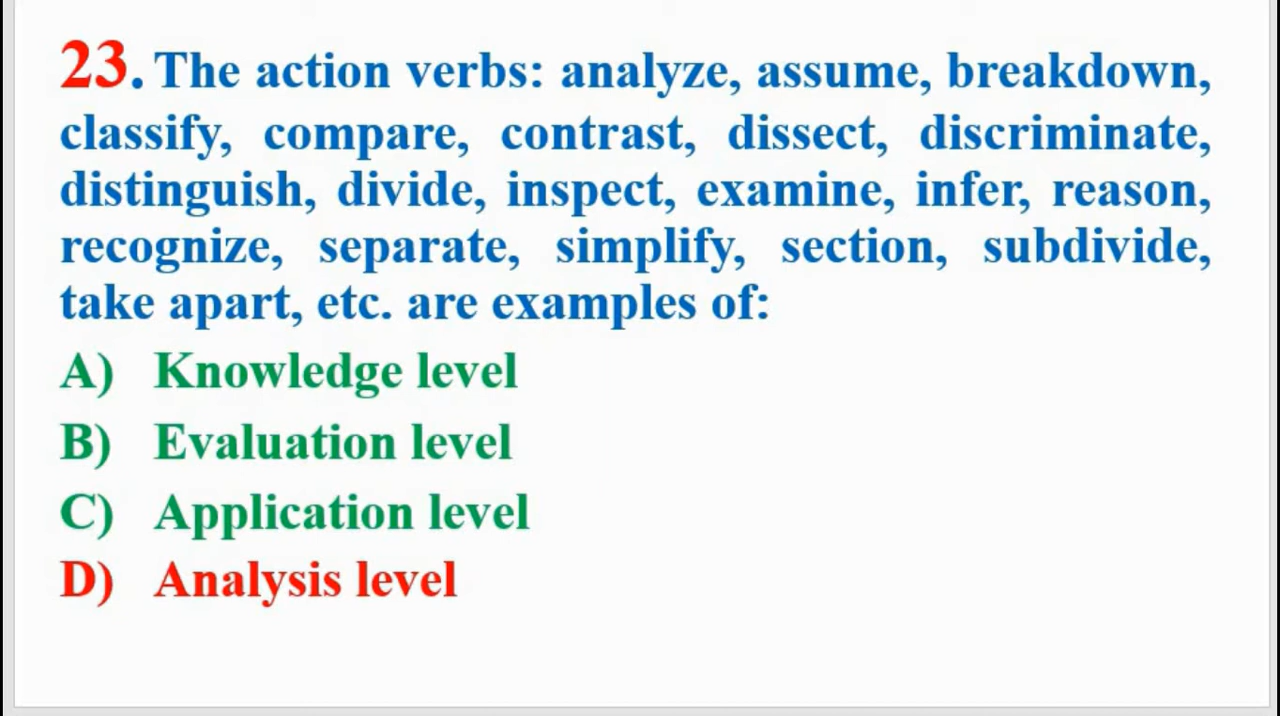 23. The action verbs: analyze, assume, breakdown,
classify, compare, contrast, dissect, discriminate,
distinguish, divide, inspect, examine, infer, reason,
recognize, separate, simplify, section, subdivide,
take apart, etc. are examples of:
A) Knowledge level
B) Evaluation level
C) Application level
D) Analysis level